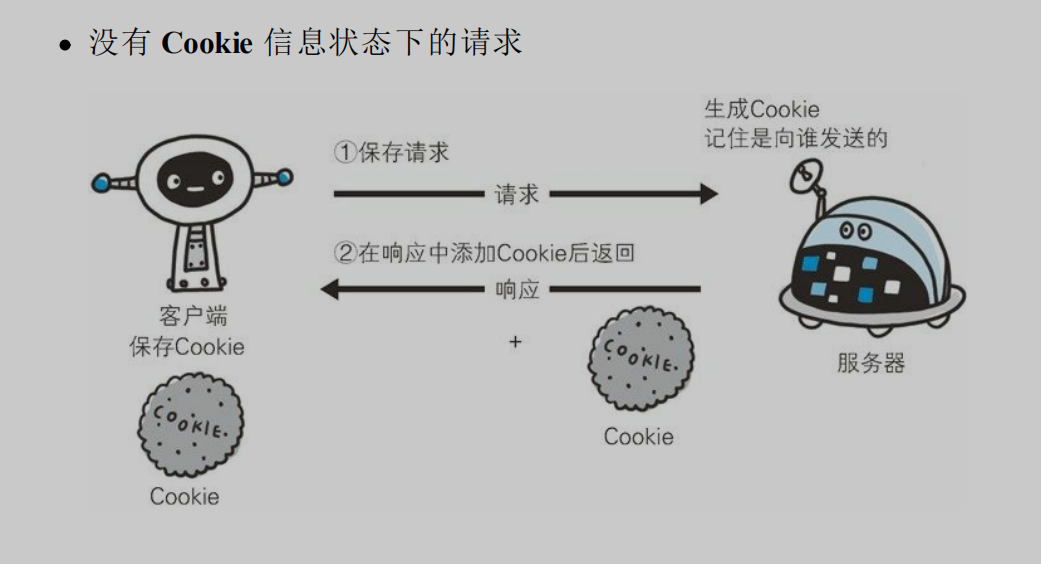 • 没有 Cookie 信息状态下的请求
生成Cookie
记住是向谁发送的
①保存请求
请求
②在响应中添加Cookie后返回
响应
客户端
保存Cookie
+
COOKIE.
服务器
Cookie
COOKIE.
Cookie